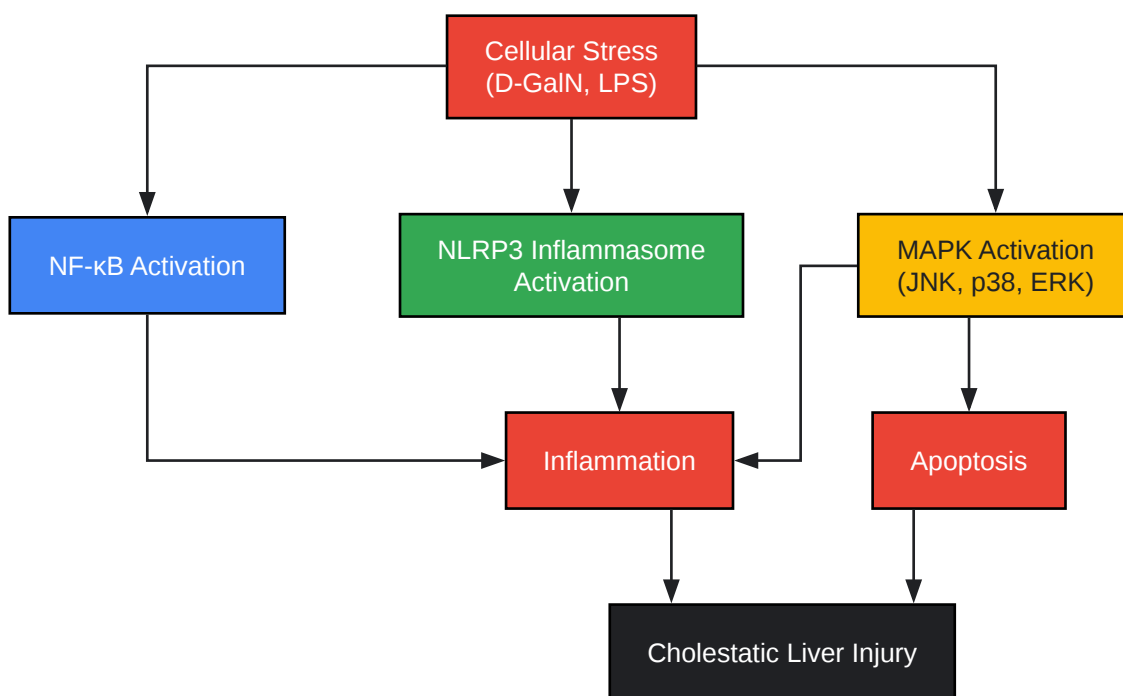 Cellular Stress
(D-GalN, LPS)
NF-κB Activation
NLRP3 Inflammasome
Activation
MAPK Activation
(JNK, p38, ERK)
Inflammation
Apoptosis
Cholestatic Liver Injury